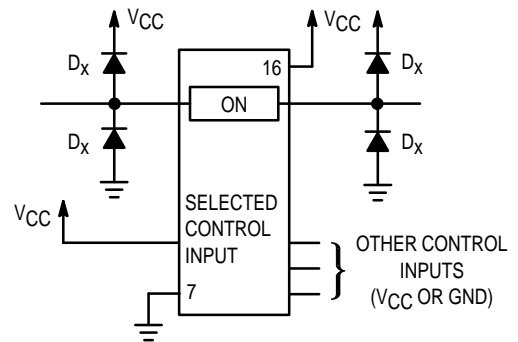 VCC
VCC
Dx
16
Dx
ON
Dx
Dx
VCC
SELECTED
CONTROL
INPUT
OTHER CONTROL
INPUTS
(VCC OR GND)
7